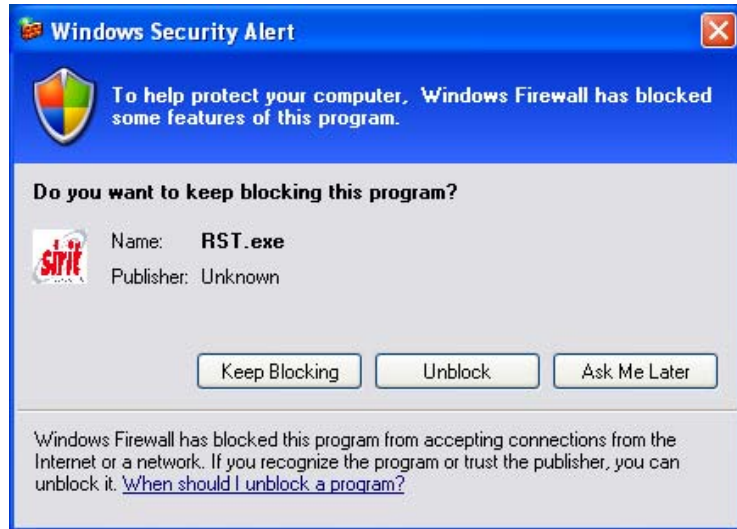 Windows Security Alert
To help protect your computer, Windows Firewall has blocked
some features of this program.
Do you want to keep blocking this program?
sirit
Name: RST.exe
Publisher: Unknown
Keep Blocking Unblock Ask Me Later
Windows Firewall has blocked this program from accepting connections from the
Internet or a network. If you recognize the program or trust the publisher, you can
unblock it. When should I unblock a program?